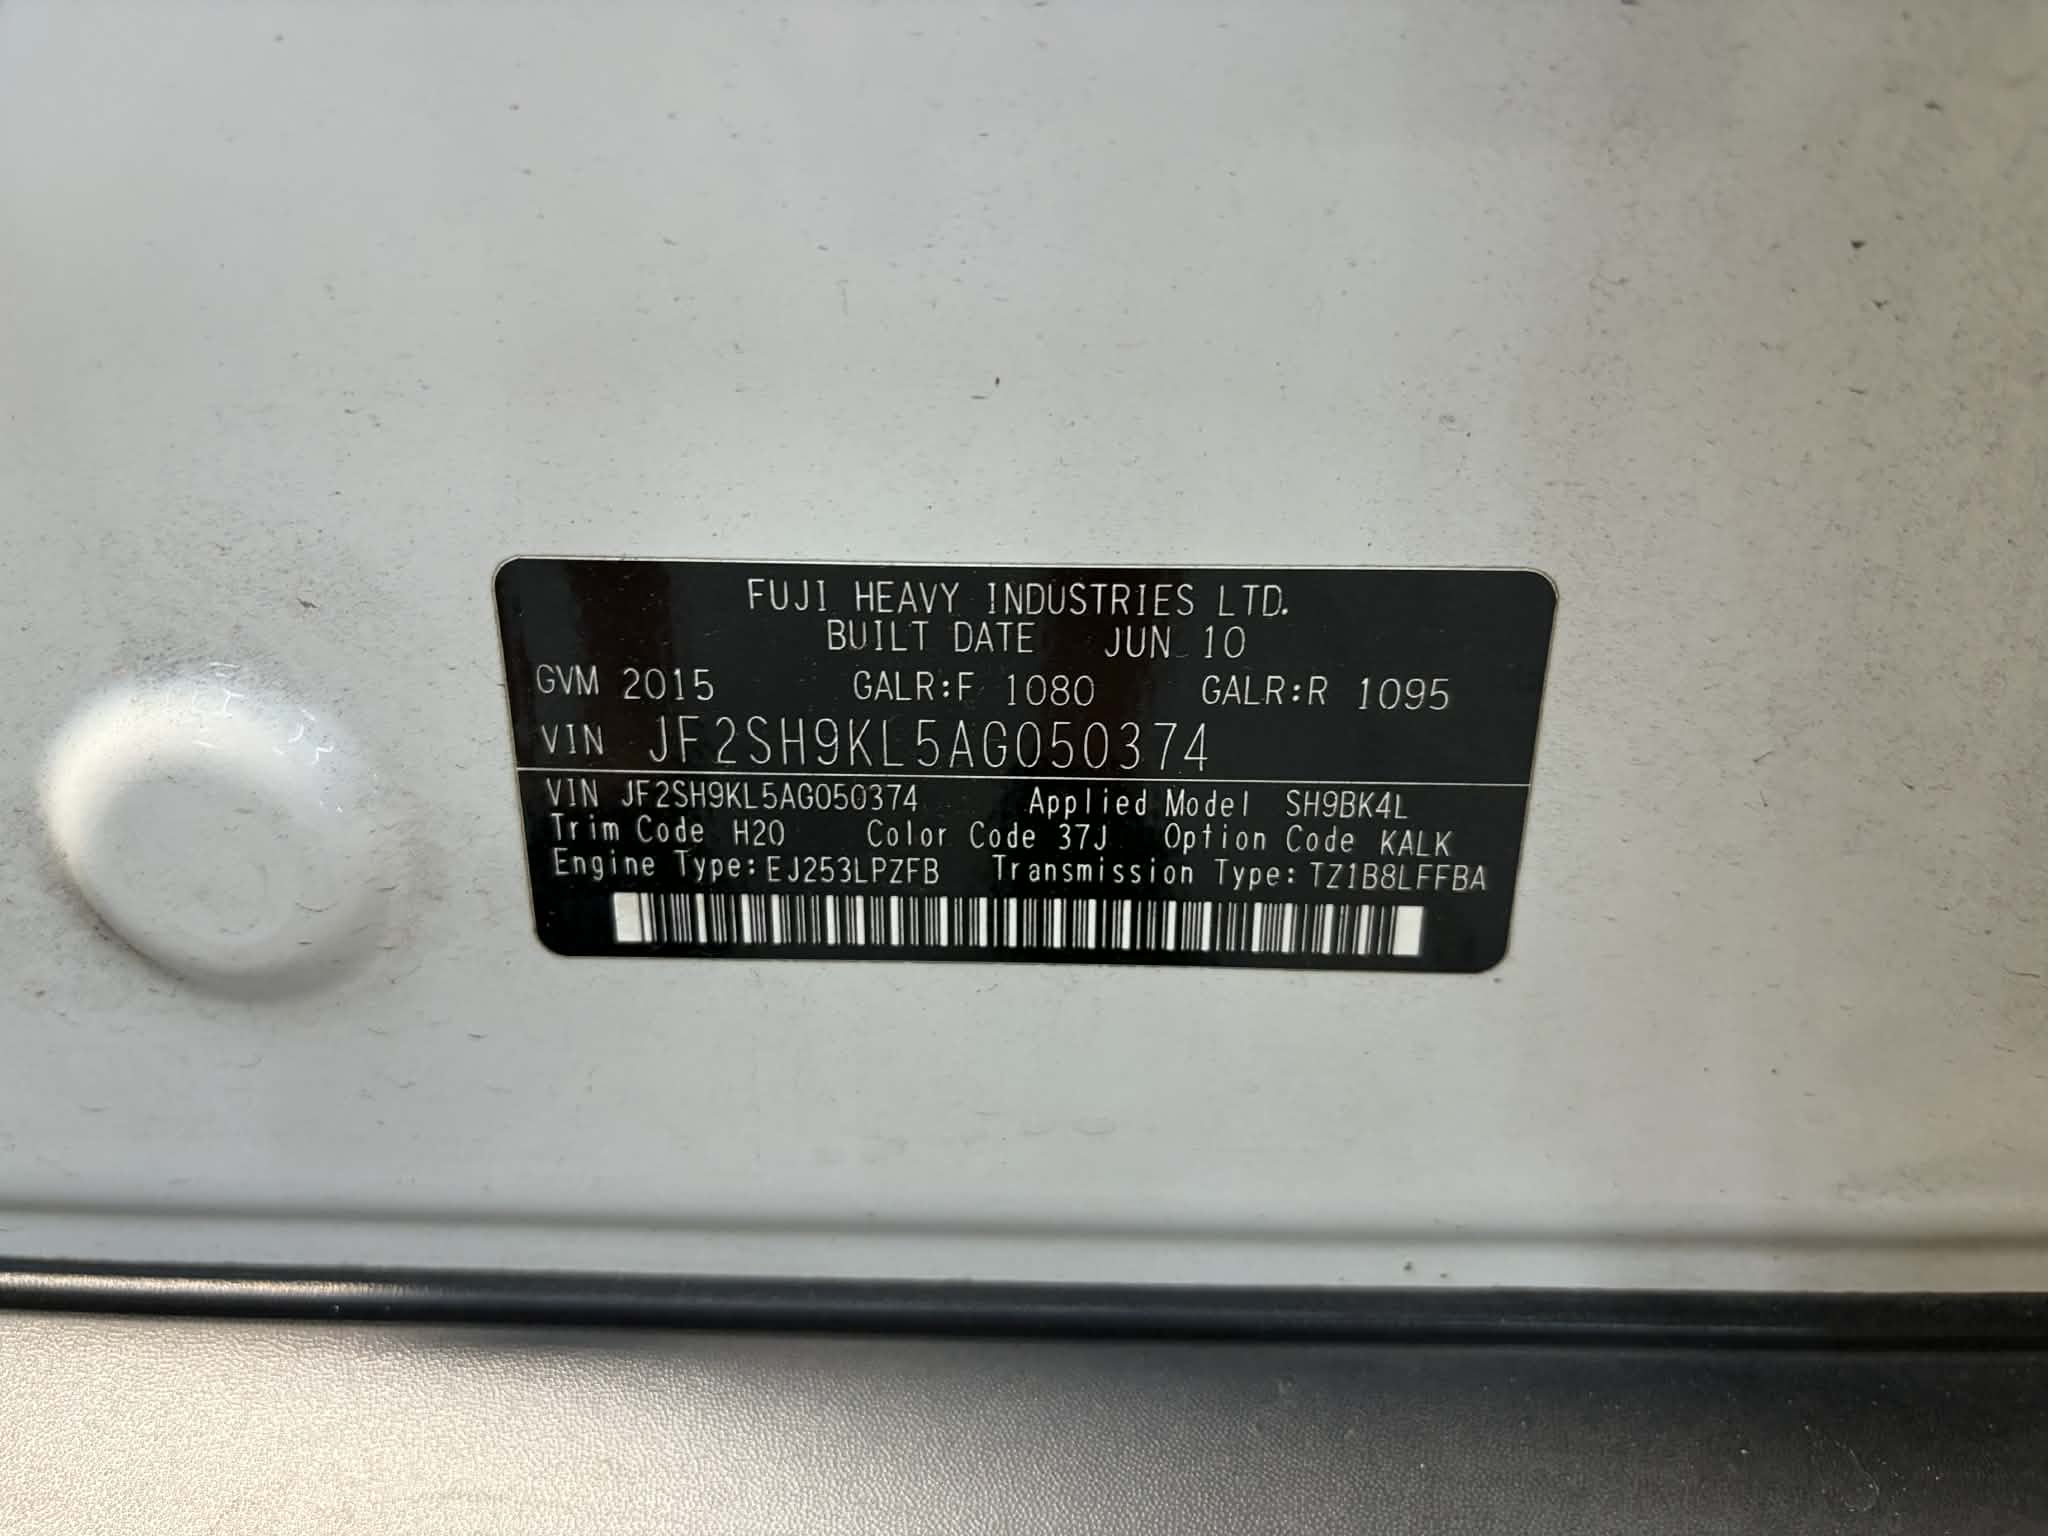 FUJI HEAVY INDUSTRIES LTD.
BUILT DATE JUN 10
GVM 2015 GALR:F 1080 GALR:R 1095
VIN JF2SH9KL5AG050374
VIN JF2SH9KL5AG050374 Applied Model SH9BK4L
Trim Code H20 Color Code 37J Option Code KALK
Engine Type:EJ253LPZFB Transmission Type:TZ1B8LFFBA